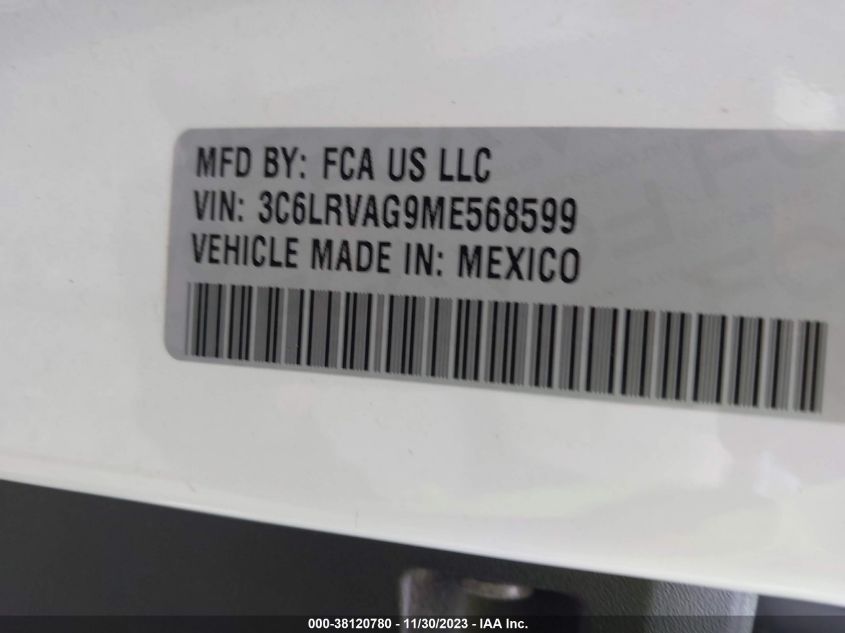 MFD BY: FCA US LLC
VIN: 3C6LRVAG9ME568599
VEHICLE MADE IN: MEXICO
000-38120780 - 11/30/2023 - IAA Inc.